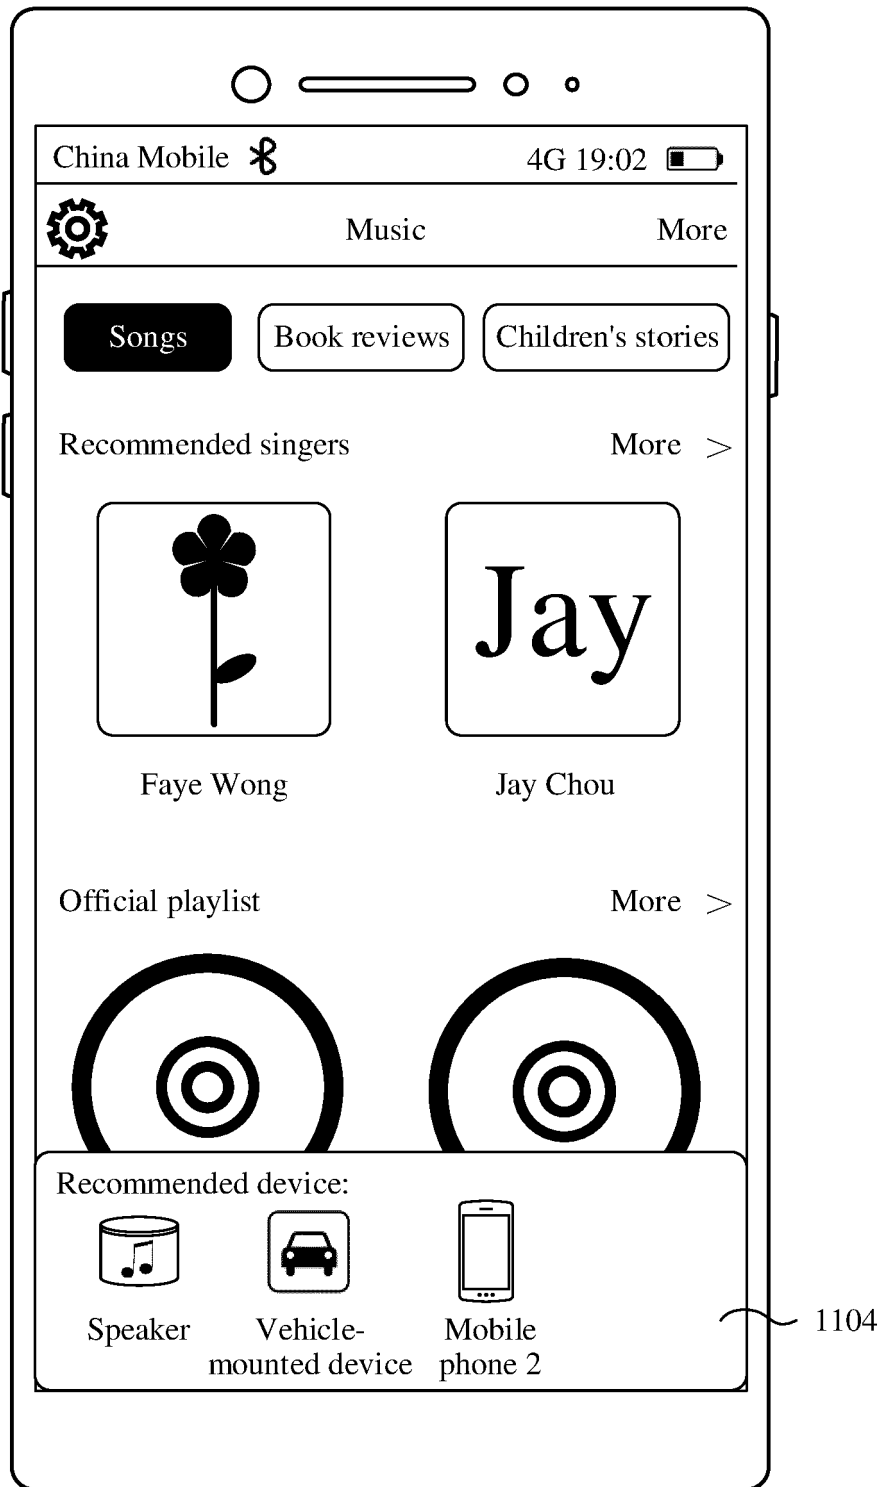 China Mobile 4G 19:02
Music More
Songs Book reviews Children's stories
Recommended singers More >
Jay
Faye Wong Jay Chou
Official playlist More >
Recommended device:
Speaker Vehicle- Mobile
mounted device phone 2
1104